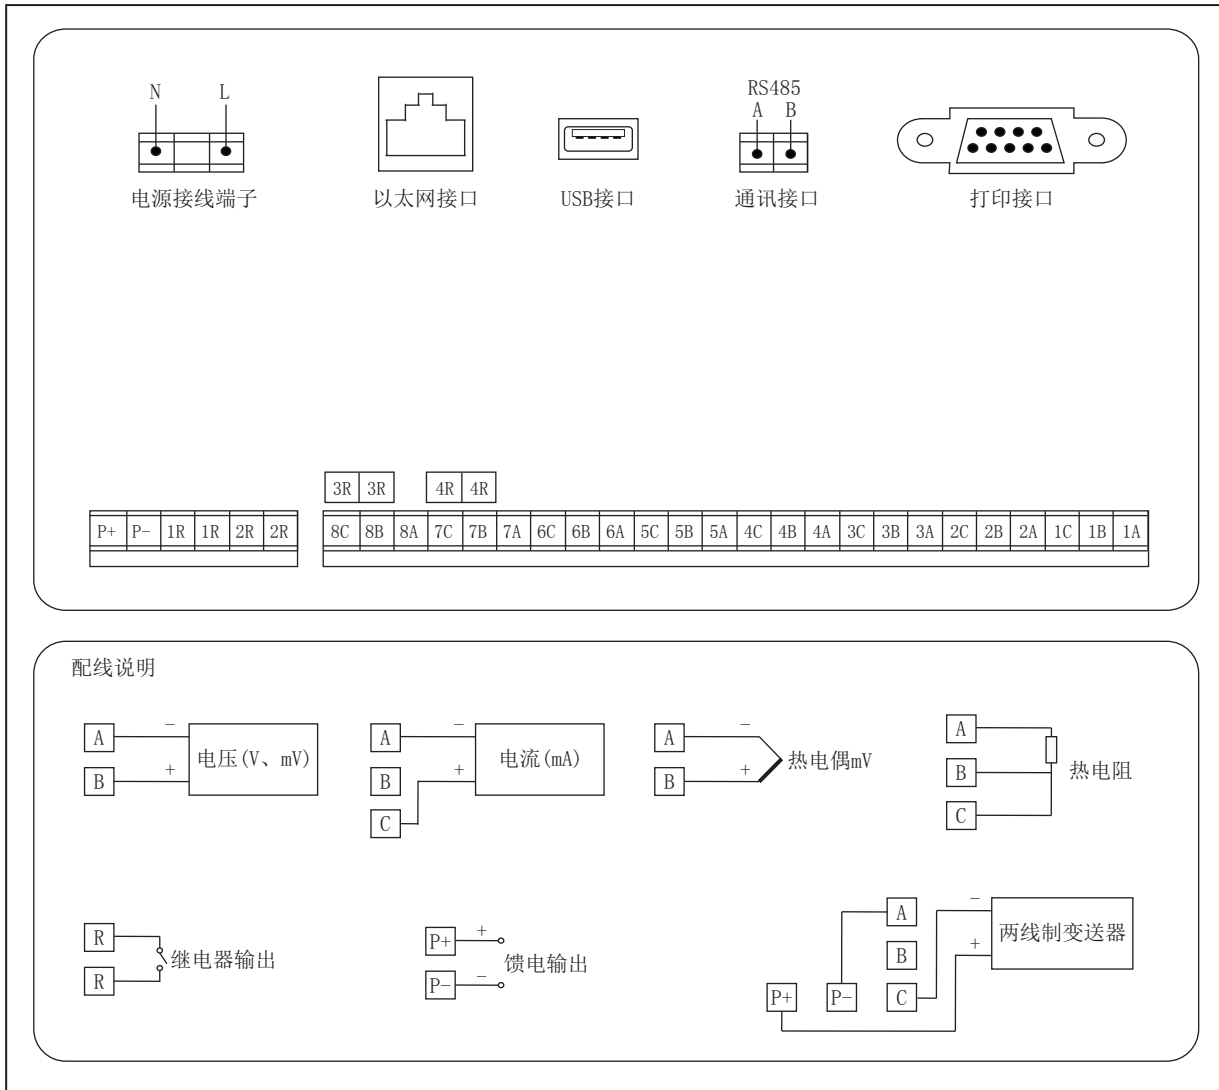 N L
RS485
A B
电源接线端子 以太网接口 USB接口 通讯接口 打印接口
3R 3R 4R 4R
P+ P- 1R 1R 2R 2R 8C 8B 8A 7C 7B 7A 6C 6B 6A 5C 5B 5A 4C 4B 4A 3C 3B 3A 2C 2B 2A 1C 1B 1A
配线说明
A - 电压(V、mV)
B +
A - 电流(mA)
B +
C
A - 热电偶mV
B +
A
B 热电阻
C
R 继电器输出
R
P+ + 馈电输出
P- -
A - 两线制变送器
B +
P+ P- C